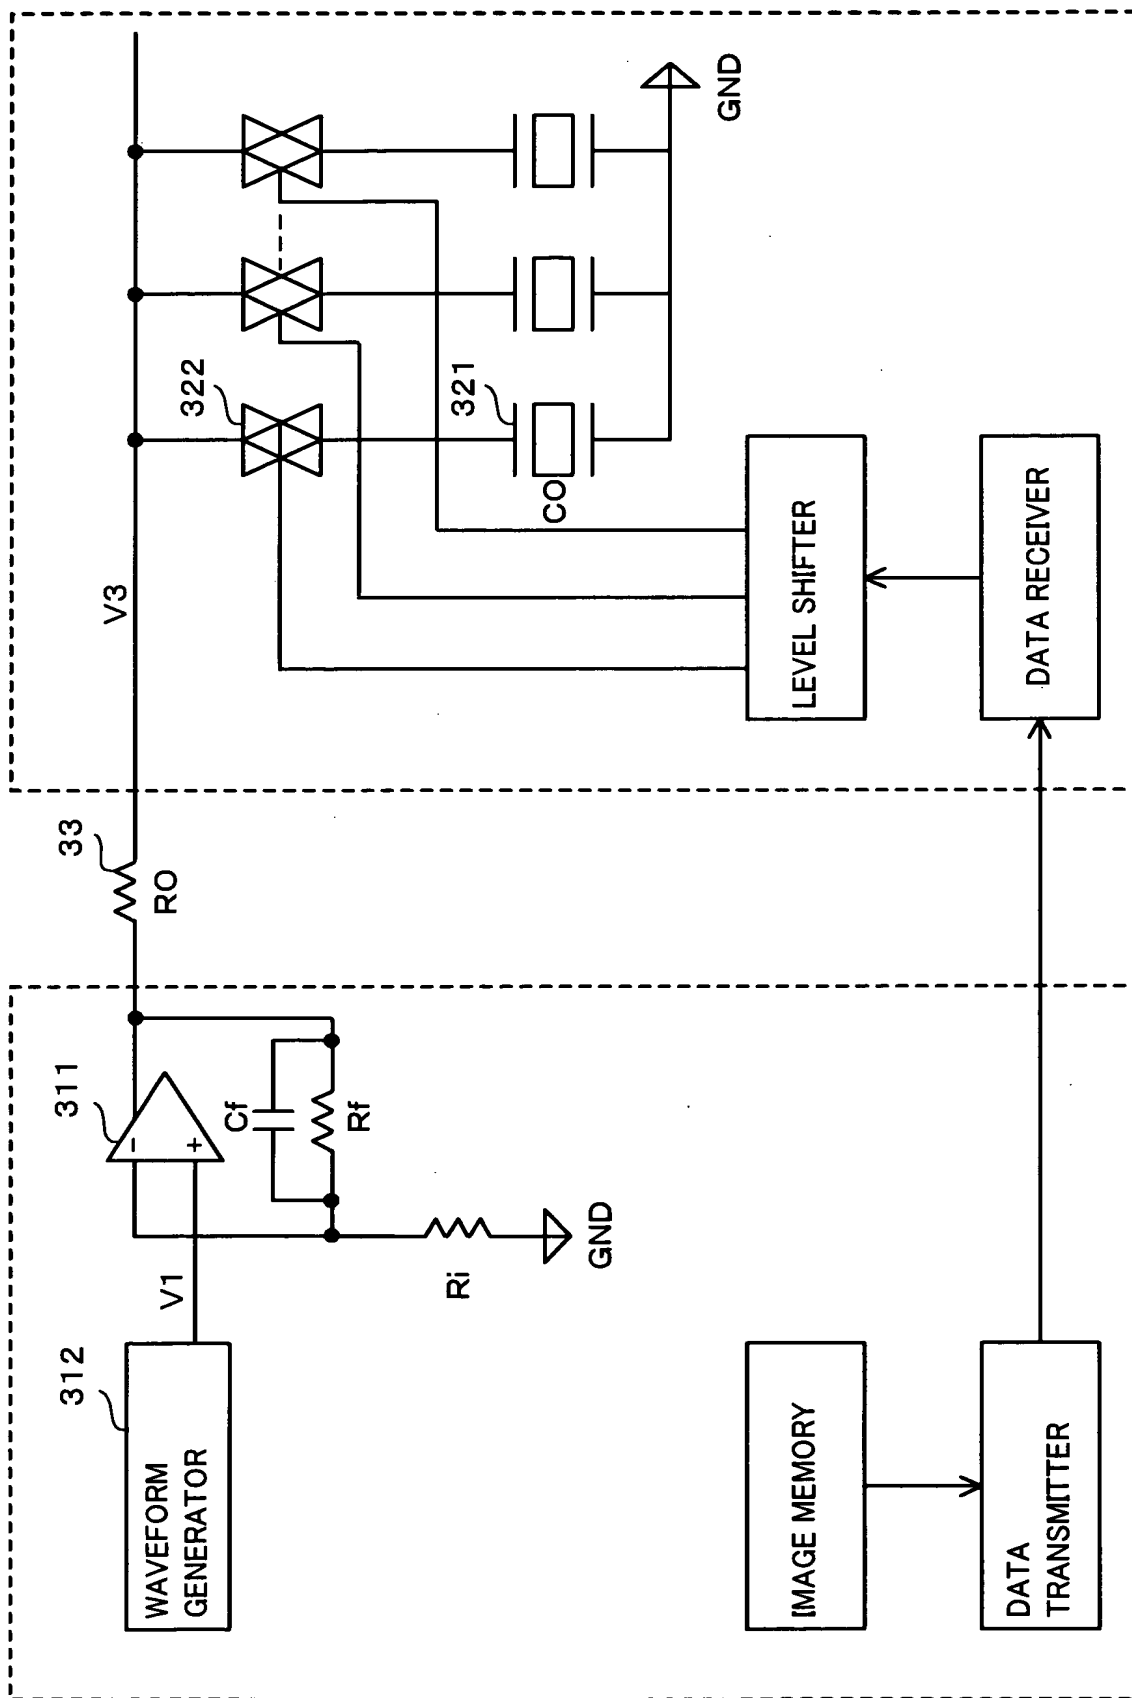 312
WAVEFORM
GENERATOR
V1
311
-
+
Cf
Rf
Ri
GND
33
RO
V3
322
321
CO
GND
LEVEL SHIFTER
DATA RECEIVER
IMAGE MEMORY
DATA
TRANSMITTER